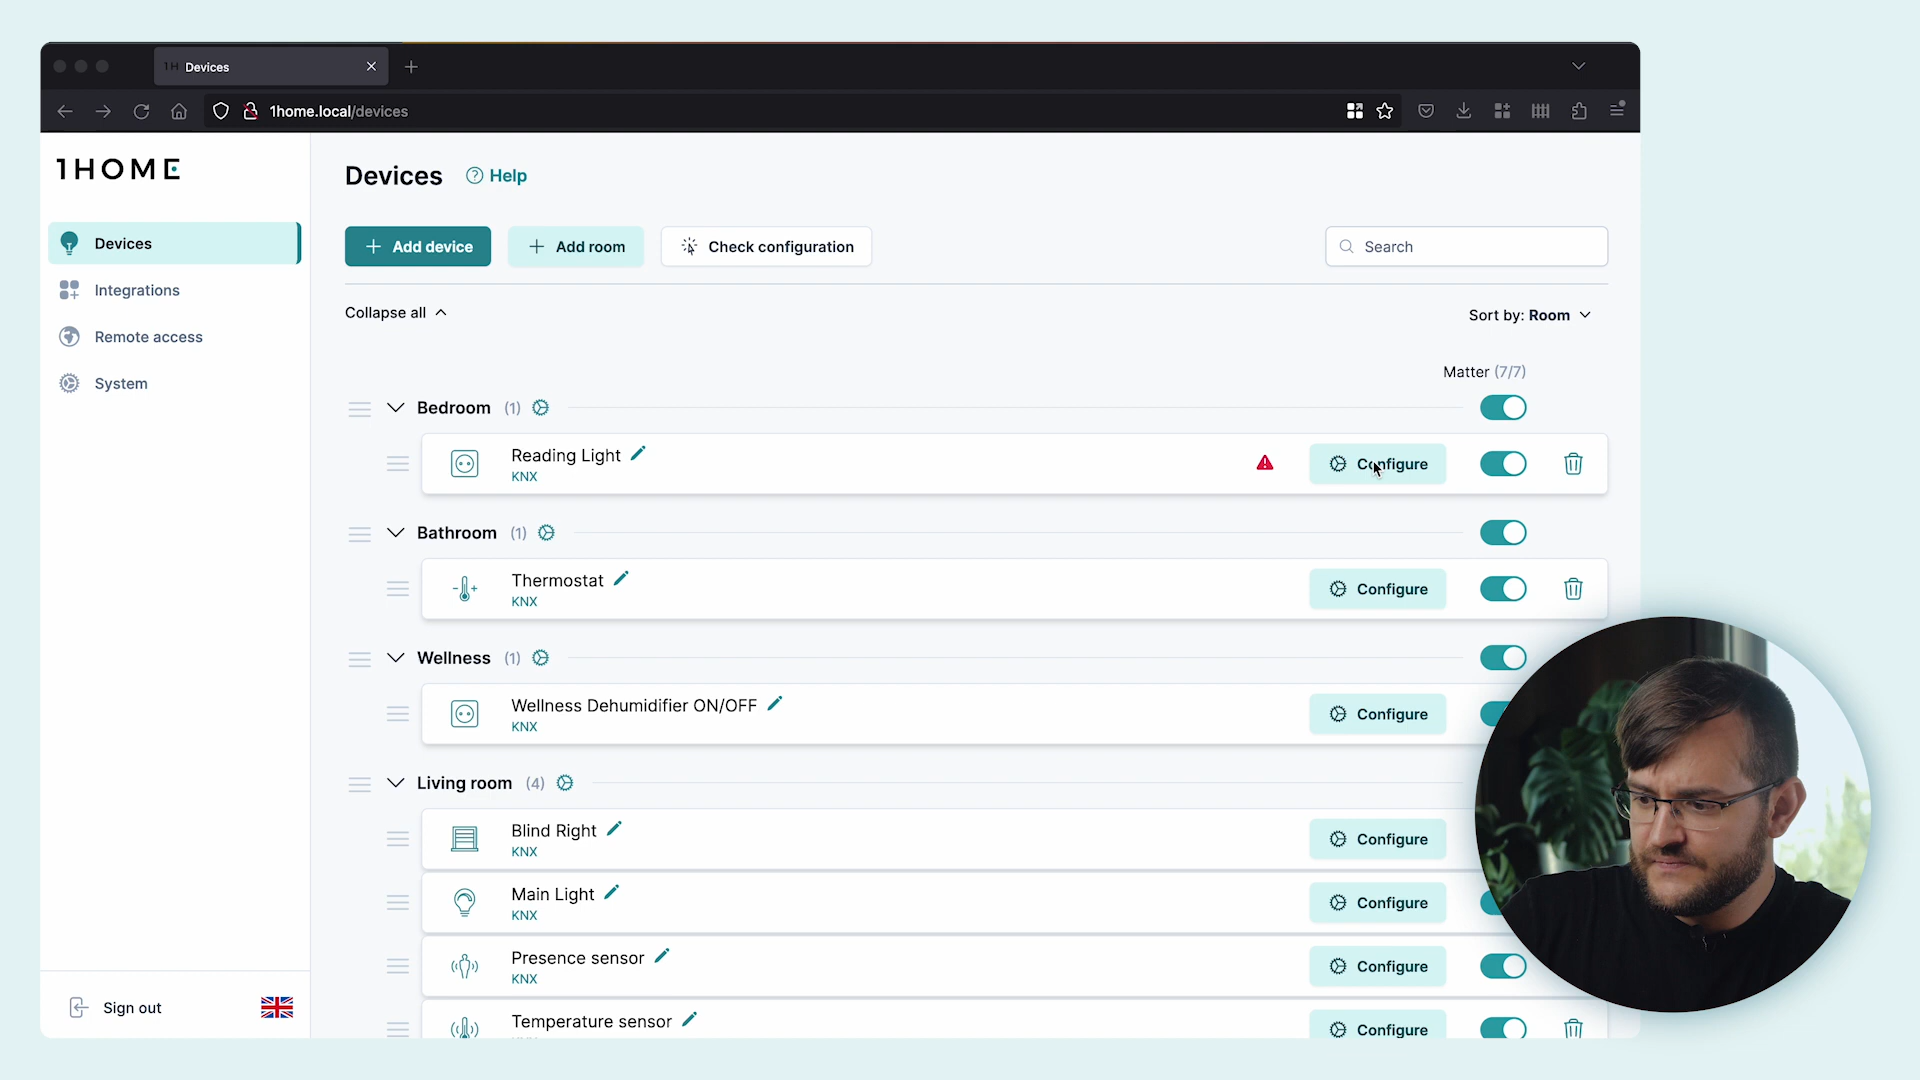 1H Devices
1home.local/devices
1HOME
Devices
Integrations
Remote access
System
Sign out
Devices
Help
Add device
Add room
Check configuration
Search
Collapse all
Sort by: Room
Matter (7/7)
Bedroom (1)
Reading Light
KNX
Configure
Bathroom (1)
Thermostat
KNX
Configure
Wellness (1)
Wellness Dehumidifier ON/OFF
KNX
Configure
Living room (4)
Blind Right
KNX
Configure
Main Light
KNX
Configure
Presence sensor
KNX
Configure
Temperature sensor
Configure